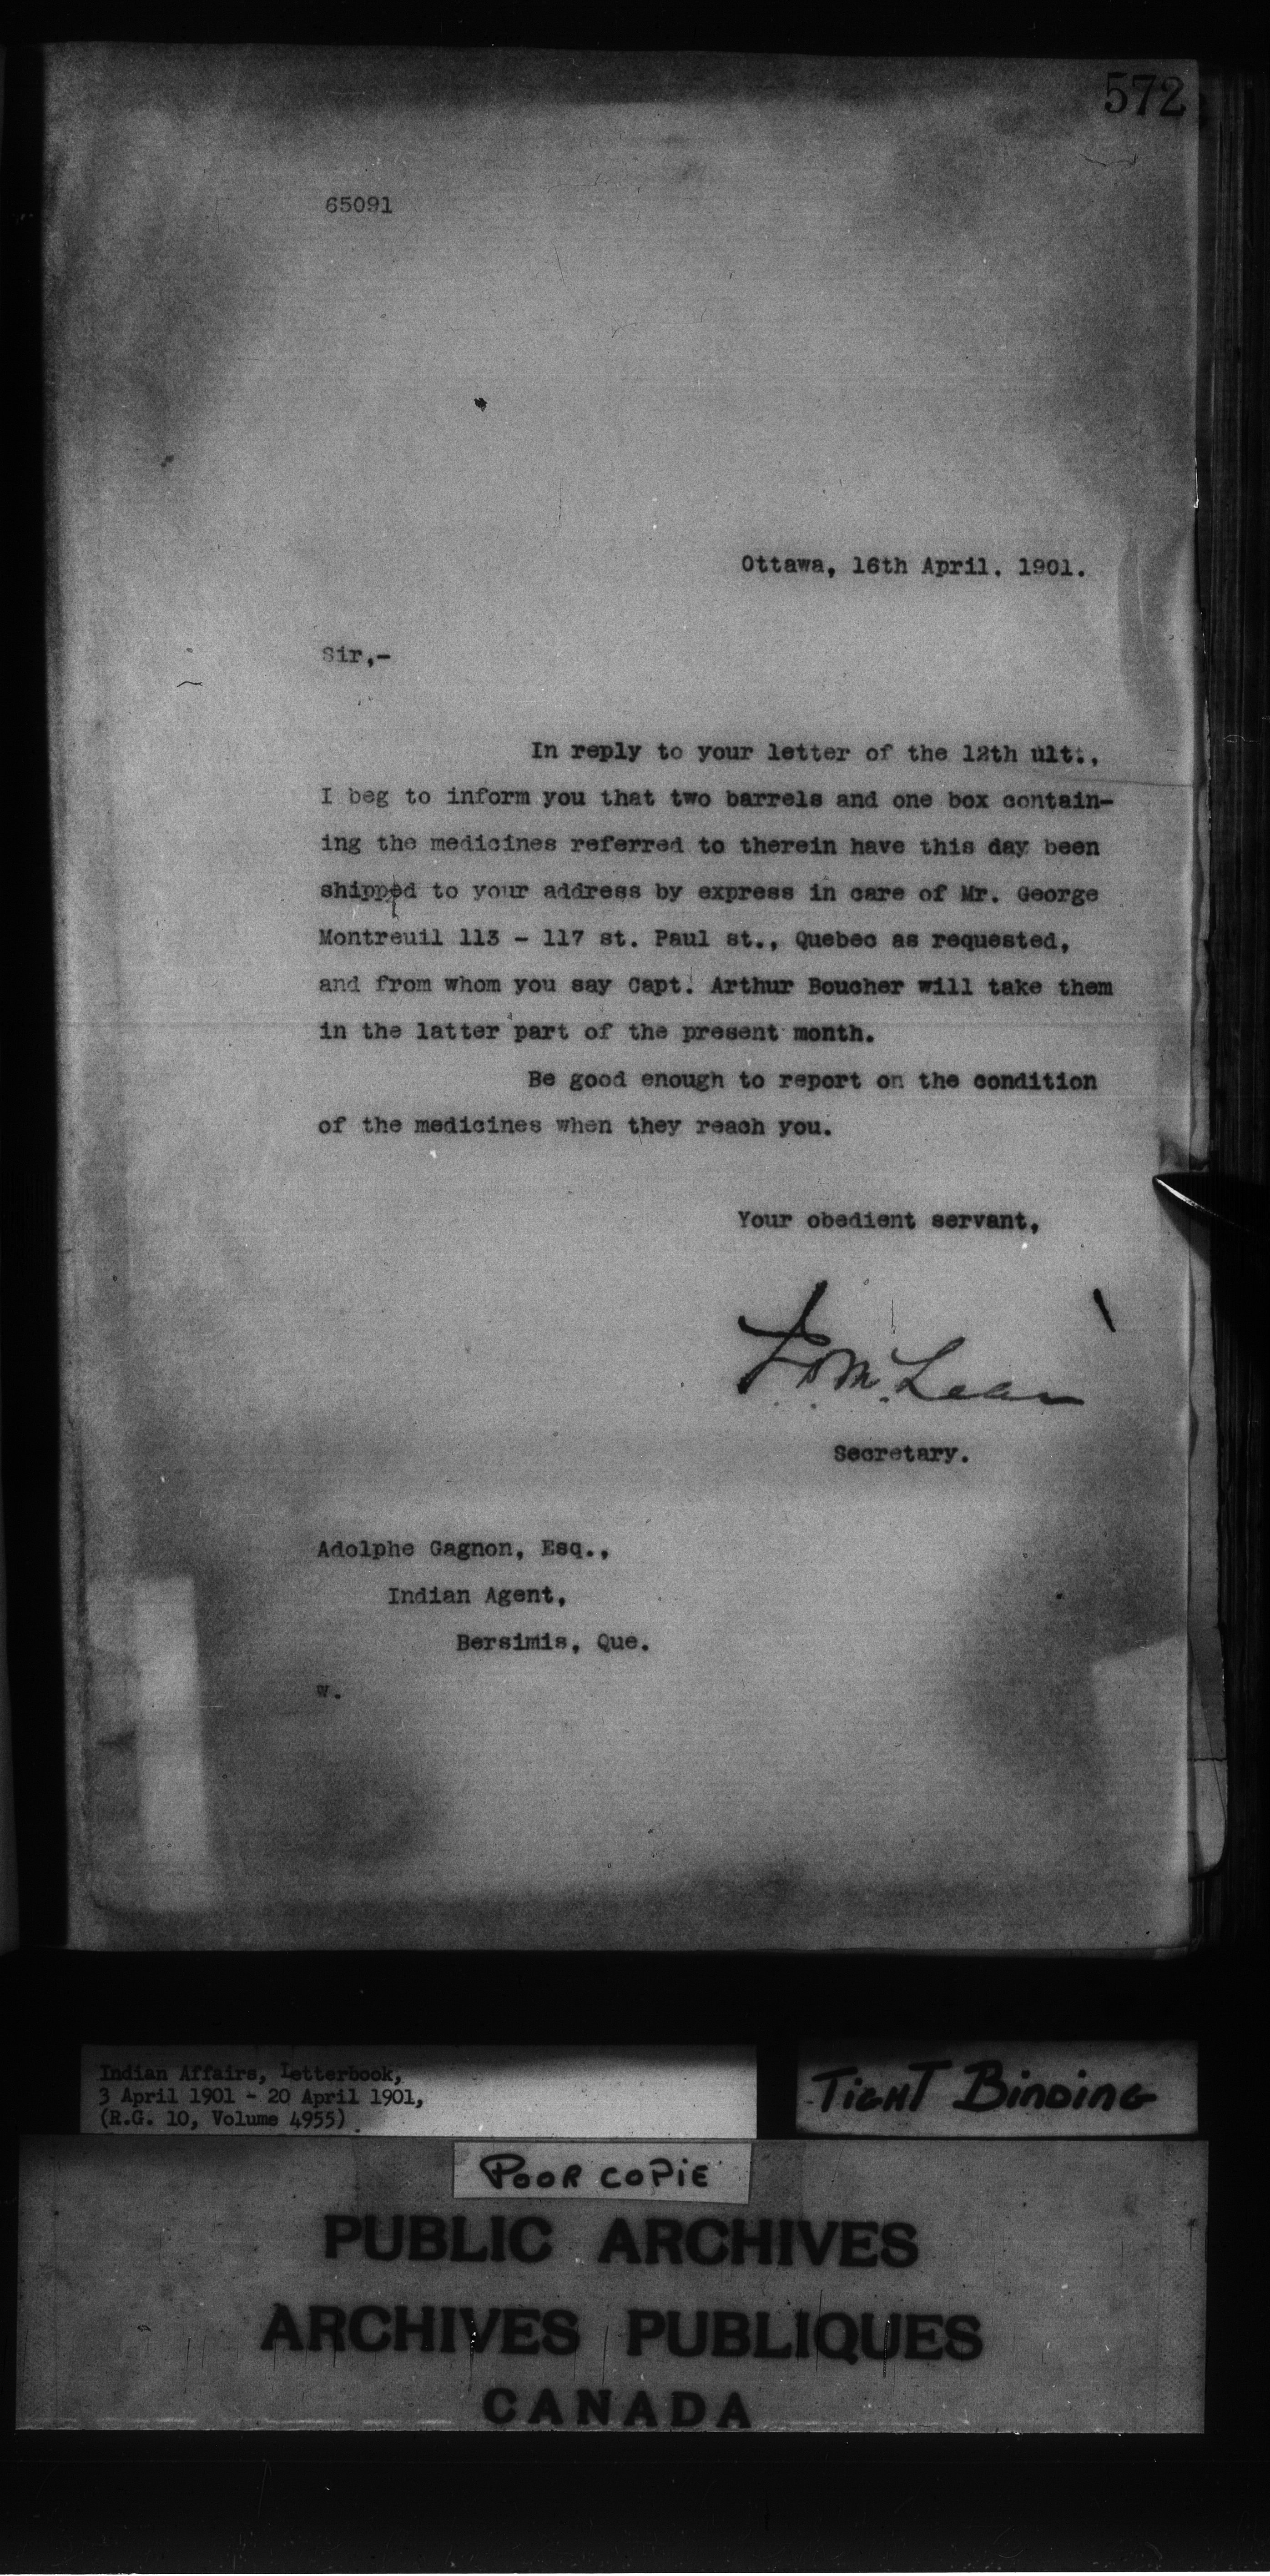 572
65091
Ottawa, 16th April. 1901.
Sir,-
In reply to your letter of the 12th ult.,
I beg to inform you that two barrels and one box contain-
ing the medicines referred to therein have this day been
shipped to your address by express in care of Mr. George
Montreuil 113 - 117 st. Paul st., Quebec as requested,
and from whom you say Capt. Arthur Boucher will take them
in the latter part of the present month.
Be good enough to report on the condition
of the medicines when they reach you.
Your obedient servant,
McLean
Secretary.
Adolphe Gagnon, Esq.,
Indian Agent,
Bersimis, Que.
w.
Indian Affairs, Letterbook,
3 April 1901 - 20 April 1901,
(R.G. 10, Volume 4955)
TIGHT BINDING
POOR COPIE
PUBLIC ARCHIVES
ARCHIVES PUBLIQUES
CANADA